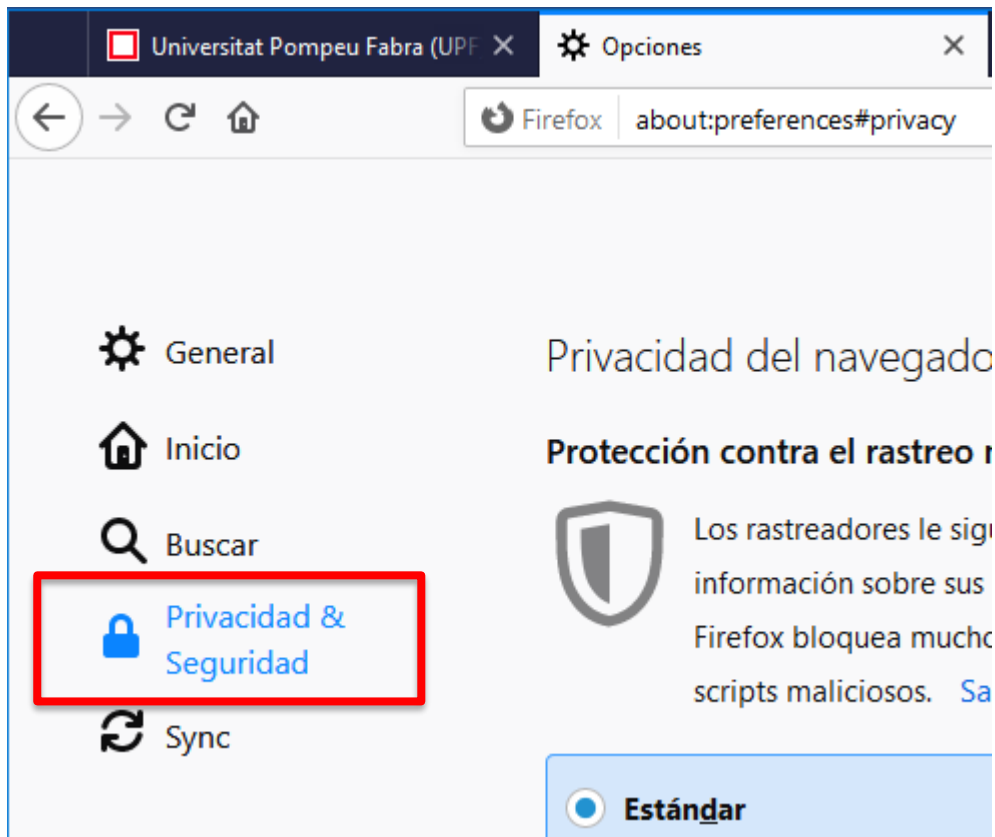 Universitat Pompeu Fabra (UPF
Opciones
Firefox about:preferences#privacy
General
Inicio
Buscar
Privacidad &
Seguridad
Sync
Privacidad del navegado
Protección contra el rastreo
Los rastreadores le sig
información sobre sus
Firefox bloquea mucho
scripts maliciosos. Sa
Estándar